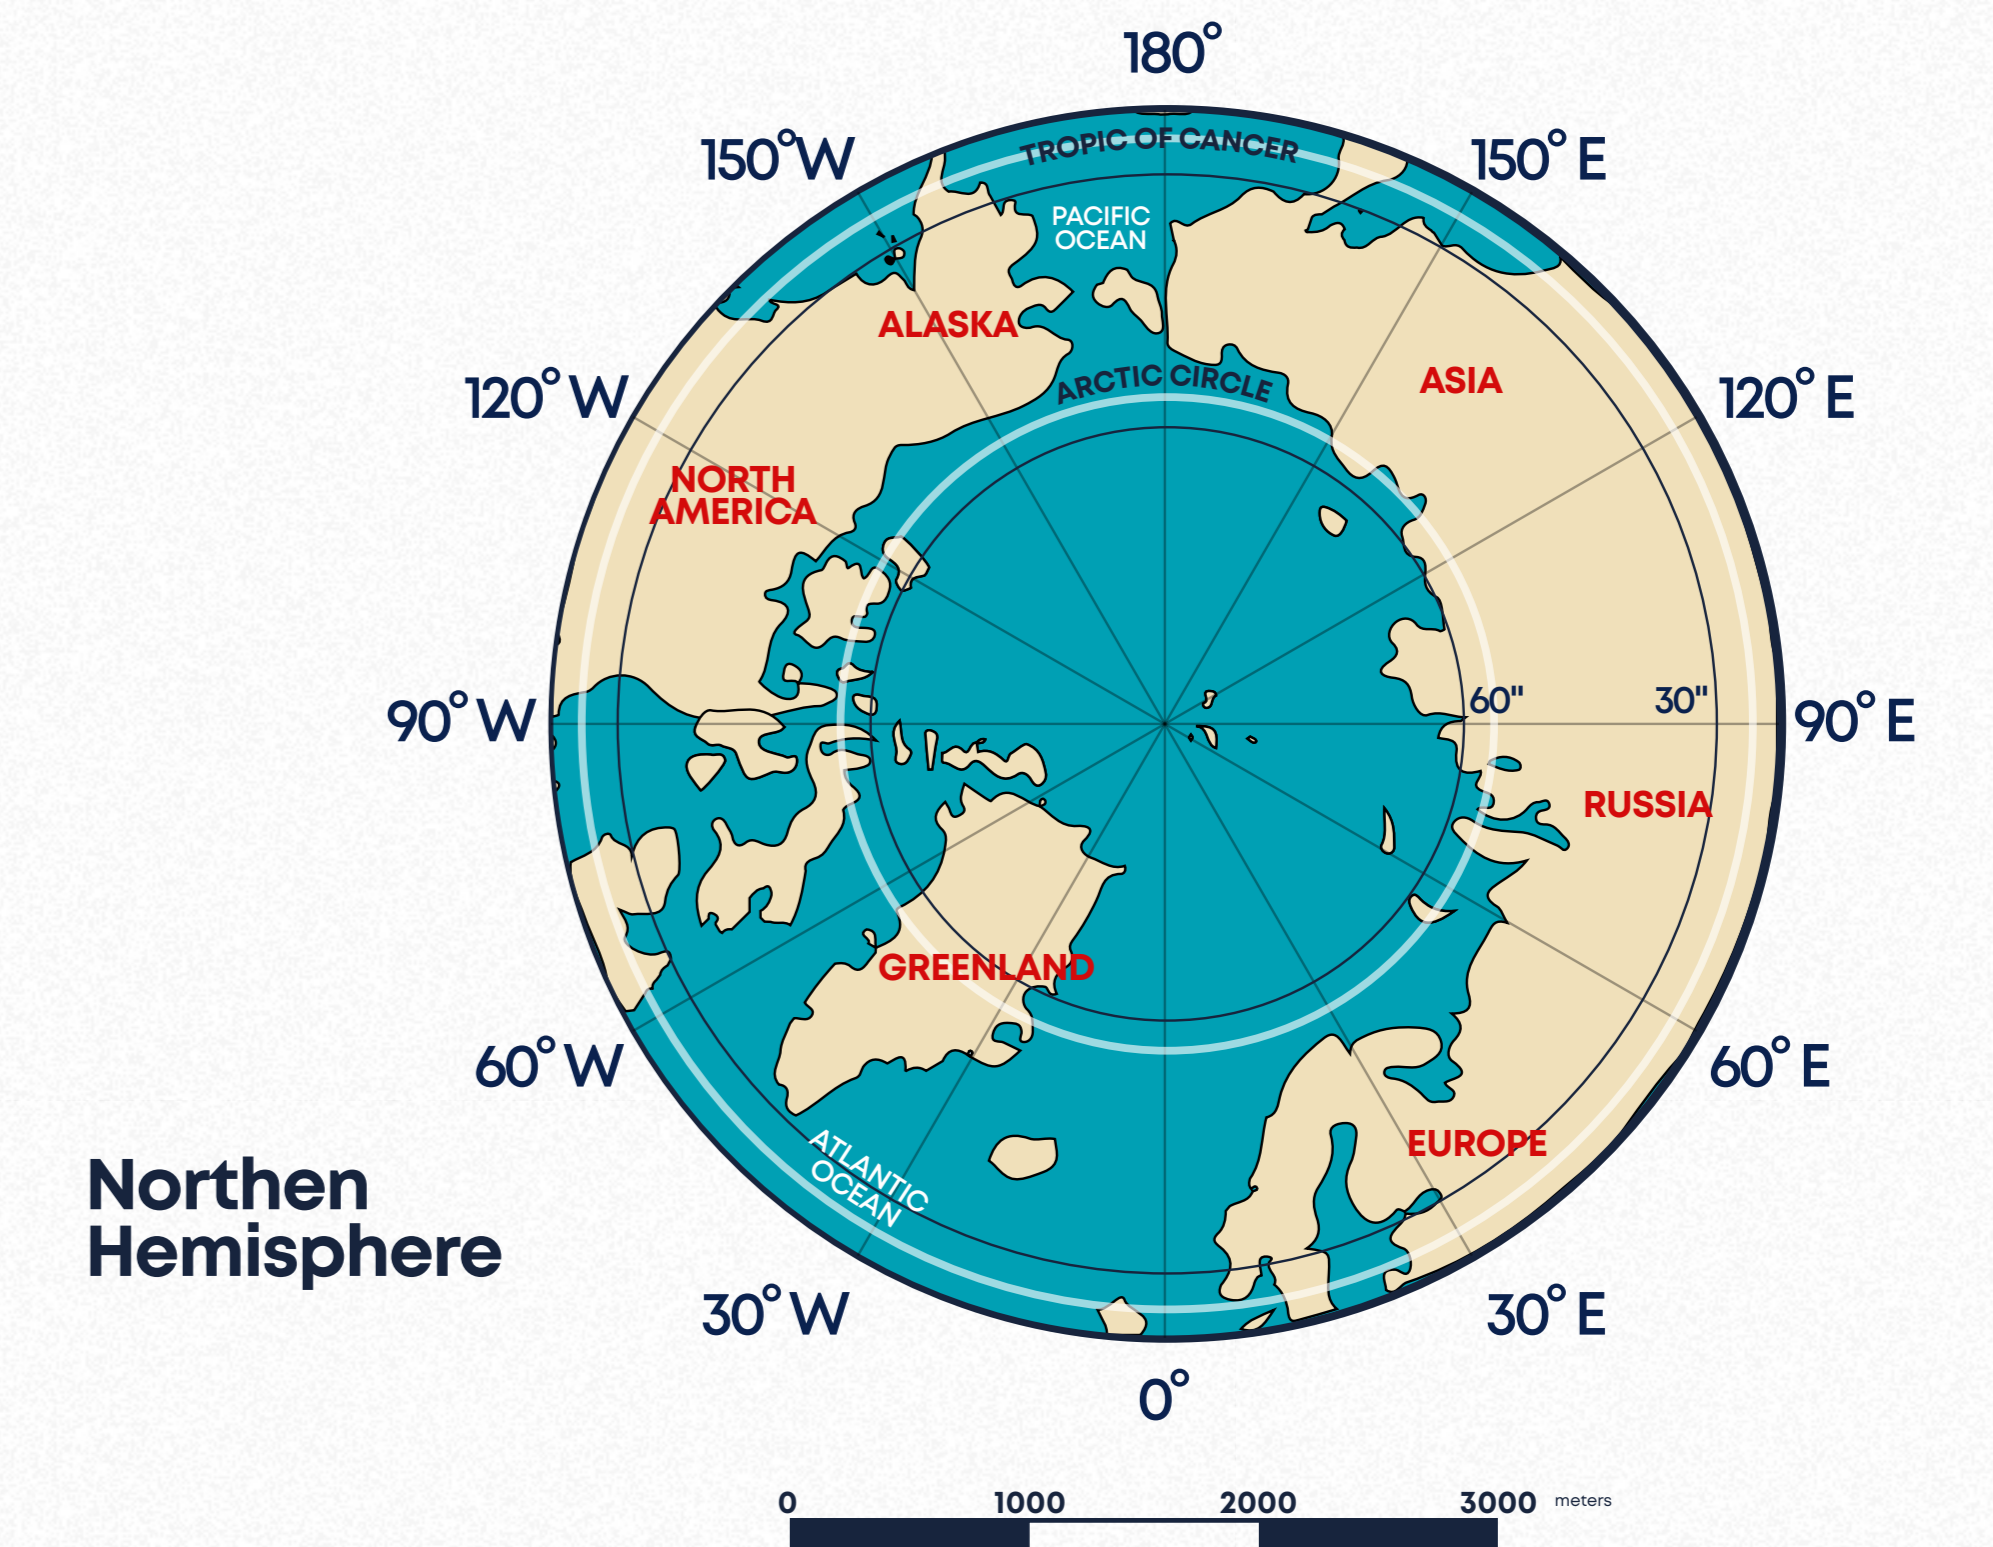 180°
150°W
150° E
TROPIC OF CANCER
PACIFIC
OCEAN
ALASKA
ARCTIC CIRCLE
ASIA
120° W
120° E
NORTH
AMERICA
90° W
60"
30"
90° E
RUSSIA
GREENLAND
60° W
60° E
ATLANTIC
OCEAN
EUROPE
Northen
Hemisphere
30° W
30° E
0°
0 1000 2000 3000 meters